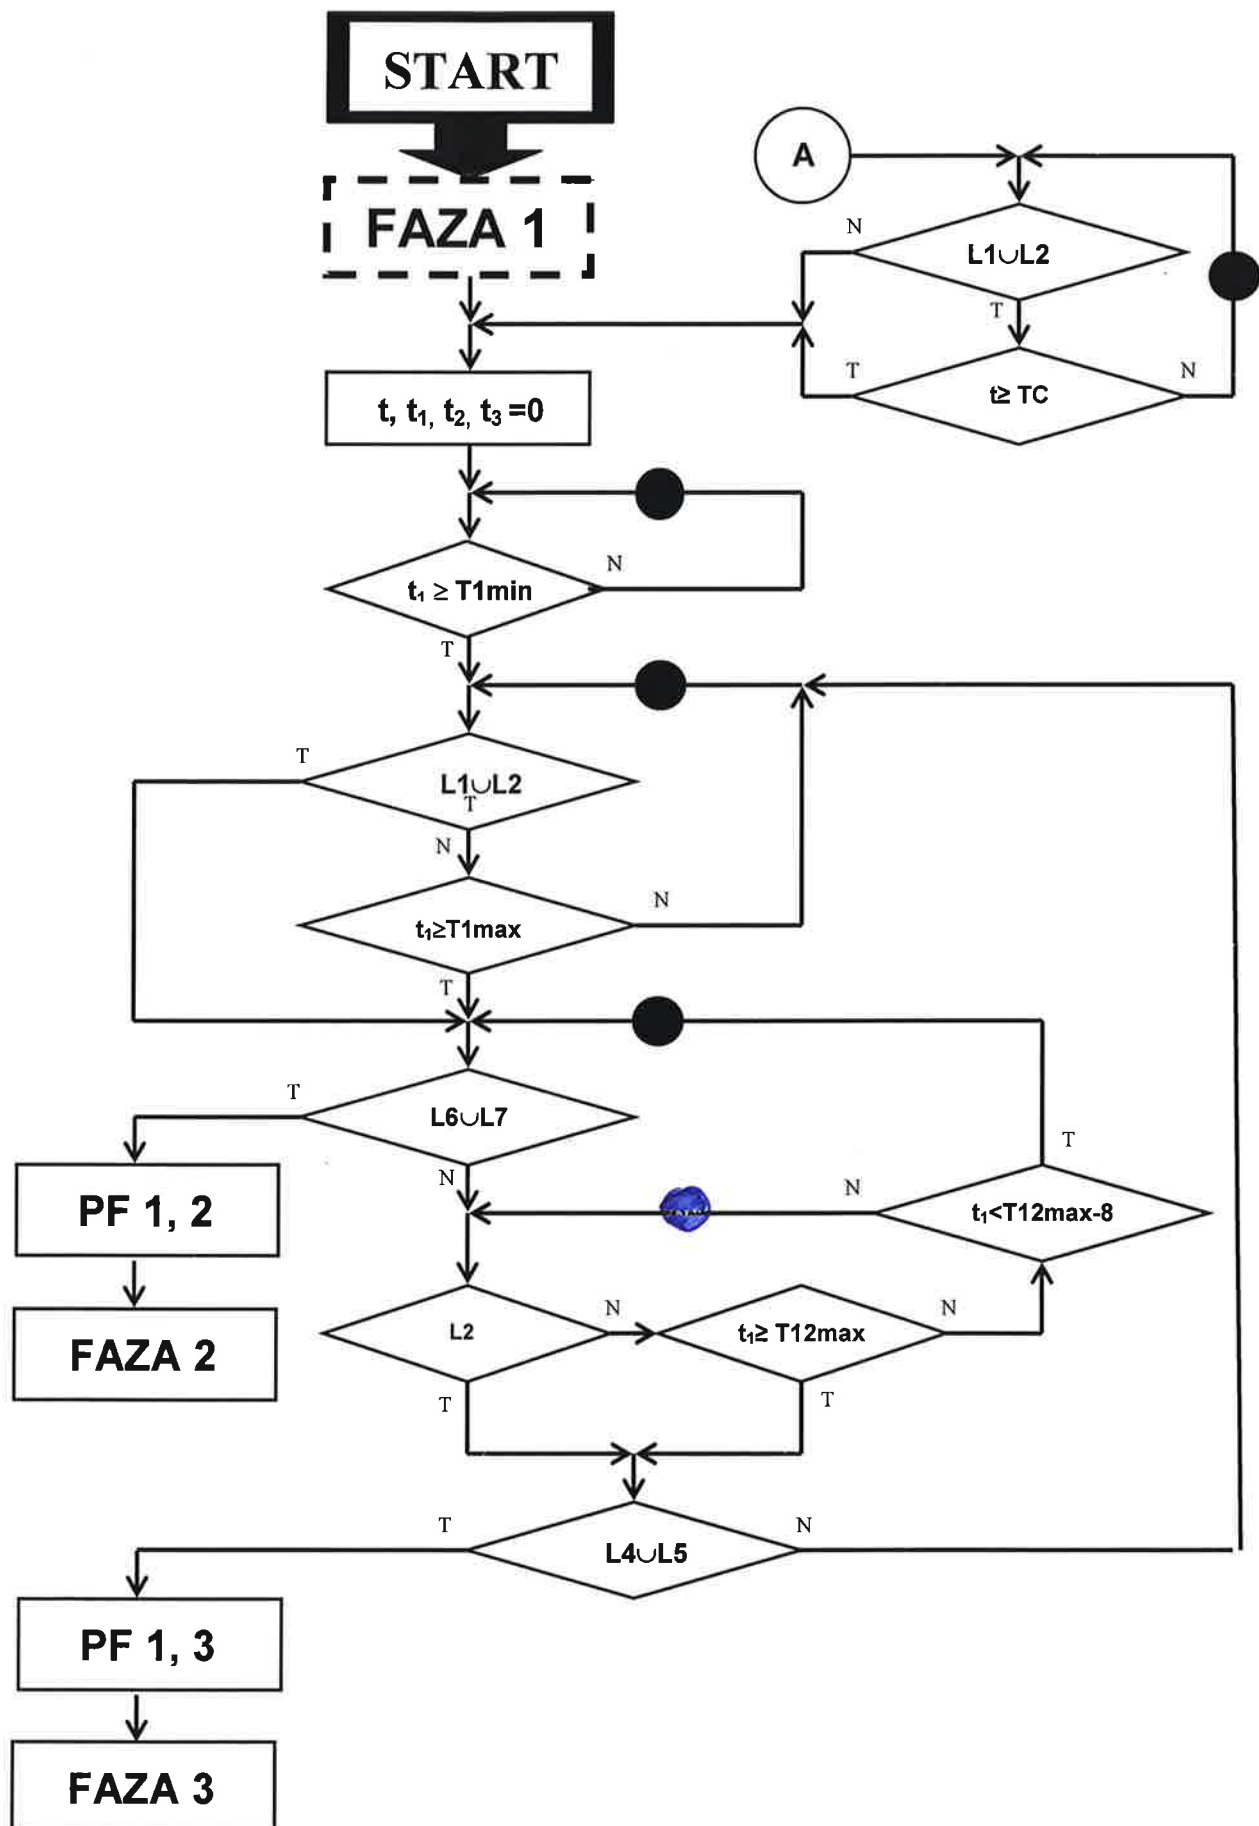 START
A
FAZA 1
N
L1∪L2
T
T
t≥ TC
N
t, t₁, t₂, t₃ =0
N
t₁ ≥ T1min
T
T
L1∪L2
T
N
N
t₁≥T1max
T
T
L6∪L7
T
N
N
PF 1, 2
t₁<T12max-8
N
N
L2
t₁≥ T12max
FAZA 2
T
T
T
N
L4∪L5
PF 1, 3
FAZA 3